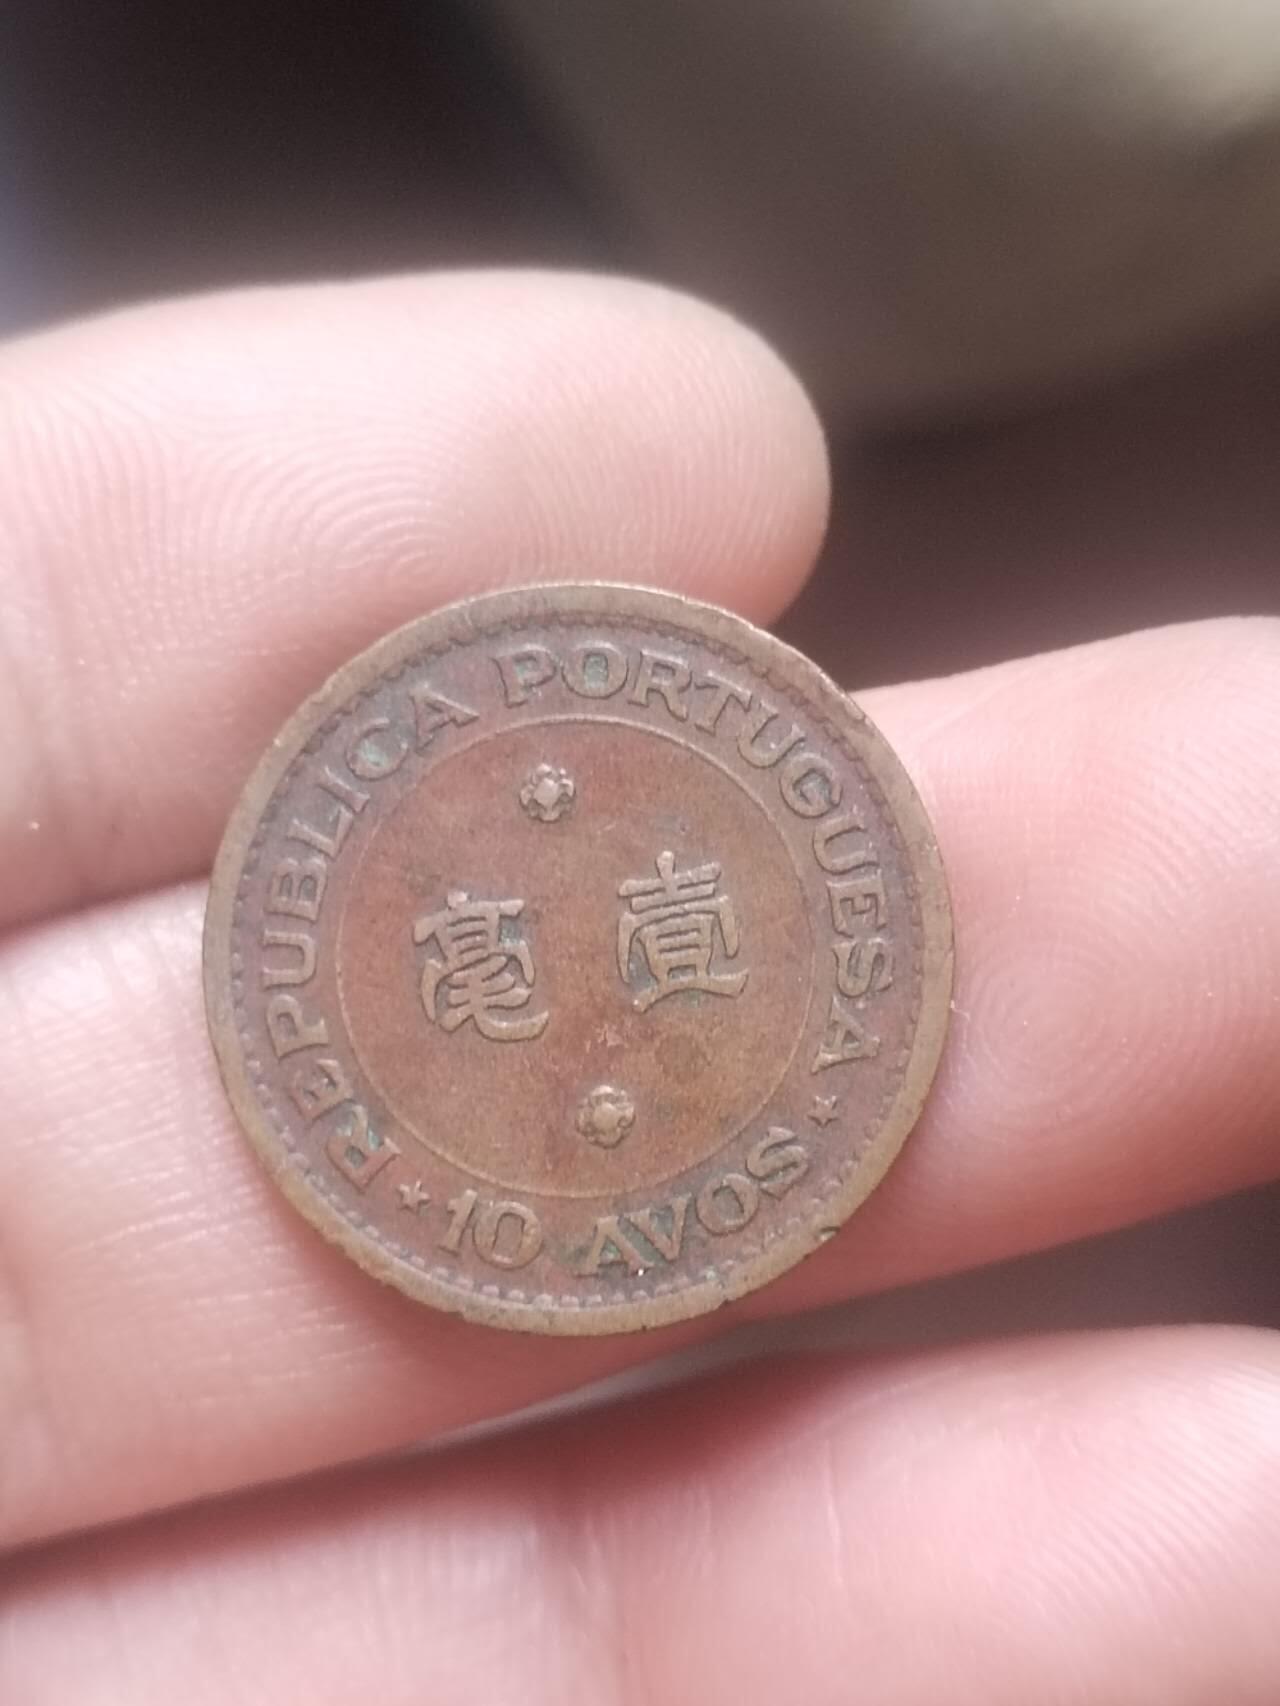 REPUBLICA PORTUGUESA
壹毫
★ 10 AVOS ★